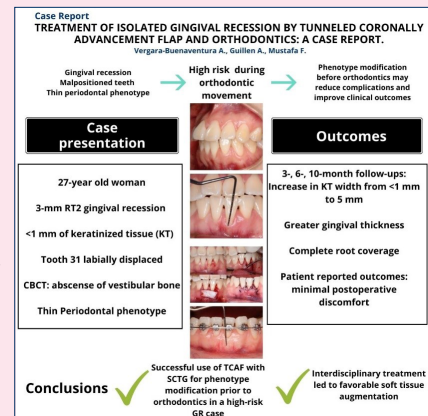 Case Report
TREATMENT OF ISOLATED GINGIVAL RECESSION BY TUNNELED CORONALLY
ADVANCEMENT FLAP AND ORTHODONTICS: A CASE REPORT.
Vergara-Buenaventura A., Guillen A., Mustafa F.
Gingival recession
Malpositioned teeth
Thin periodontal phenotype
High risk during
orthodontic
movement
Phenotype modification
before orthodontics may
reduce complications and
improve clinical outcomes
Case
presentation
27-year old woman
3-mm RT2 gingival recession
<1 mm of keratinized tissue (KT)
Tooth 31 labially displaced
CBCT: abscense of vestibular bone
Thin Periodontal phenotype
Outcomes
3-, 6-, 10-month follow-ups:
Increase in KT width from <1 mm
to 5 mm
Greater gingival thickness
Complete root coverage
Patient reported outcomes:
minimal postoperative
discomfort
Conclusions
Successful use of TCAF with
SCTG for phenotype
modification prior to
orthodontics in a high-risk
GR case
Interdisciplinary treatment
led to favorable soft tissue
augmentation